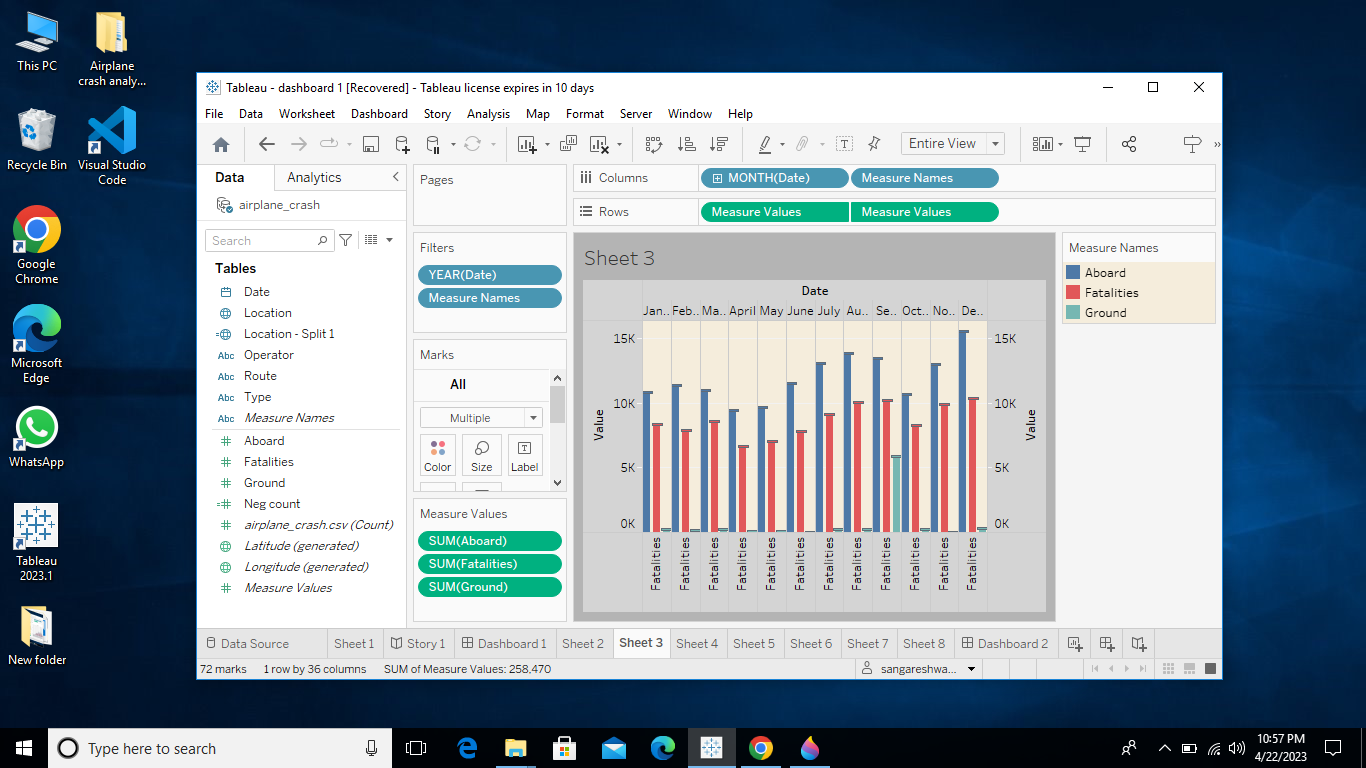 This PC
Airplane
crash analy...
Recycle Bin
Visual Studio
Code
Google
Chrome
Microsoft
Edge
WhatsApp
Tableau
2023.1
New folder
Tableau - dashboard 1 [Recovered] - Tableau license expires in 10 days
File Data Worksheet Dashboard Story Analysis Map Format Server Window Help
Entire View
Data Analytics
airplane_crash
Search
Tables
Date
Location
Location - Split 1
Abc Operator
Abc Route
Abc Type
Abc Measure Names
Aboard
Fatalities
Ground
Neg count
airplane_crash.csv (Count)
Latitude (generated)
Longitude (generated)
Measure Values
Pages
Filters
YEAR(Date)
Measure Names
Marks
All
Multiple
Color Size Label
Measure Values
SUM(Aboard)
SUM(Fatalities)
SUM(Ground)
Columns MONTH(Date) Measure Names
Rows Measure Values Measure Values
Sheet 3
Date
Jan.. Feb.. Ma.. April May June July Au.. Se.. Oct.. No.. De..
15K 15K
10K 10K
5K 5K
0K 0K
Value Value
Fatalities Fatalities Fatalities Fatalities Fatalities Fatalities Fatalities Fatalities Fatalities Fatalities Fatalities Fatalities
Measure Names
Aboard
Fatalities
Ground
Data Source Sheet 1 Story 1 Dashboard 1 Sheet 2 Sheet 3 Sheet 4 Sheet 5 Sheet 6 Sheet 7 Sheet 8 Dashboard 2
72 marks 1 row by 36 columns SUM of Measure Values: 258,470 sangareshwa...
Type here to search
10:57 PM
4/22/2023